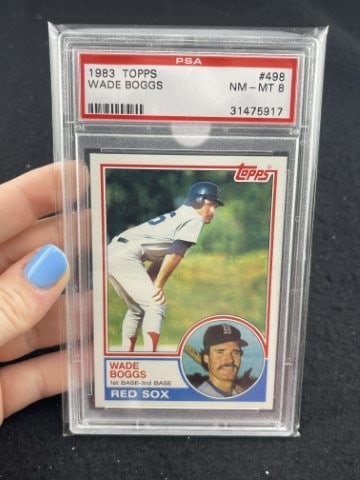 PSA
1983 TOPPS #498
WADE BOGGS NM - MT 8
31475917
Topps
WADE
BOGGS
1st BASE-3rd BASE
RED SOX
B